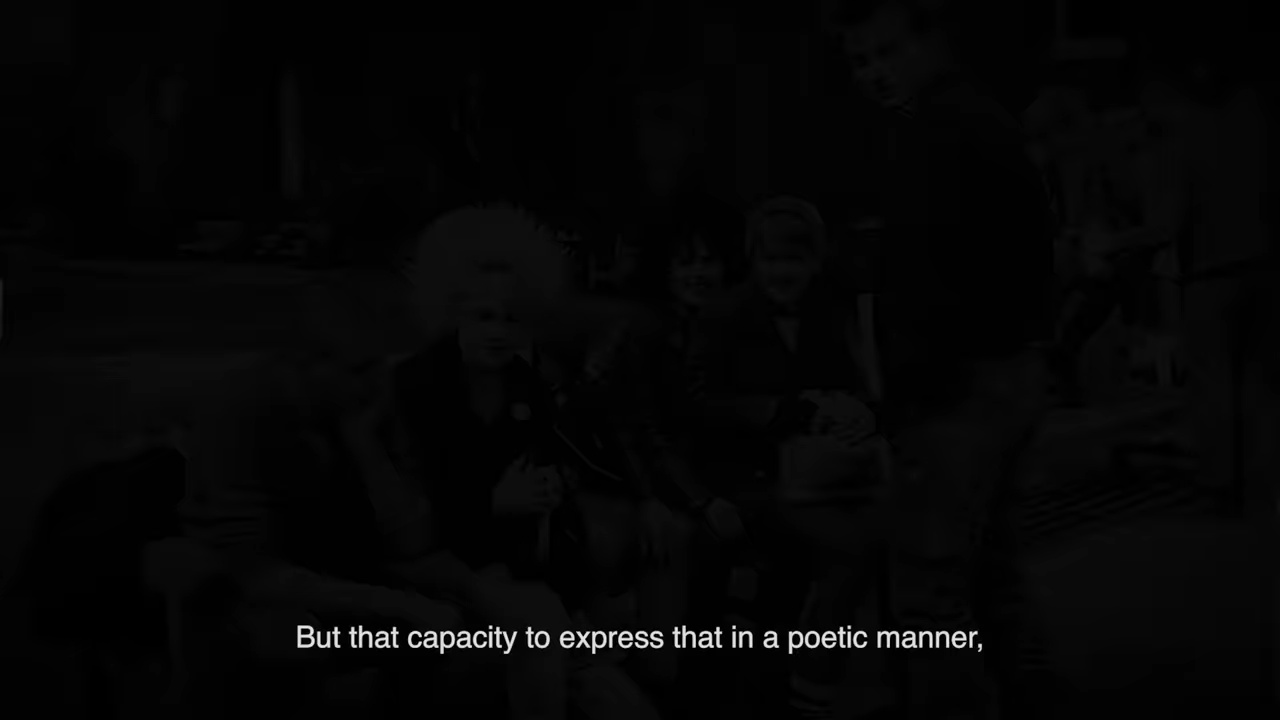 But that capacity to express that in a poetic manner,